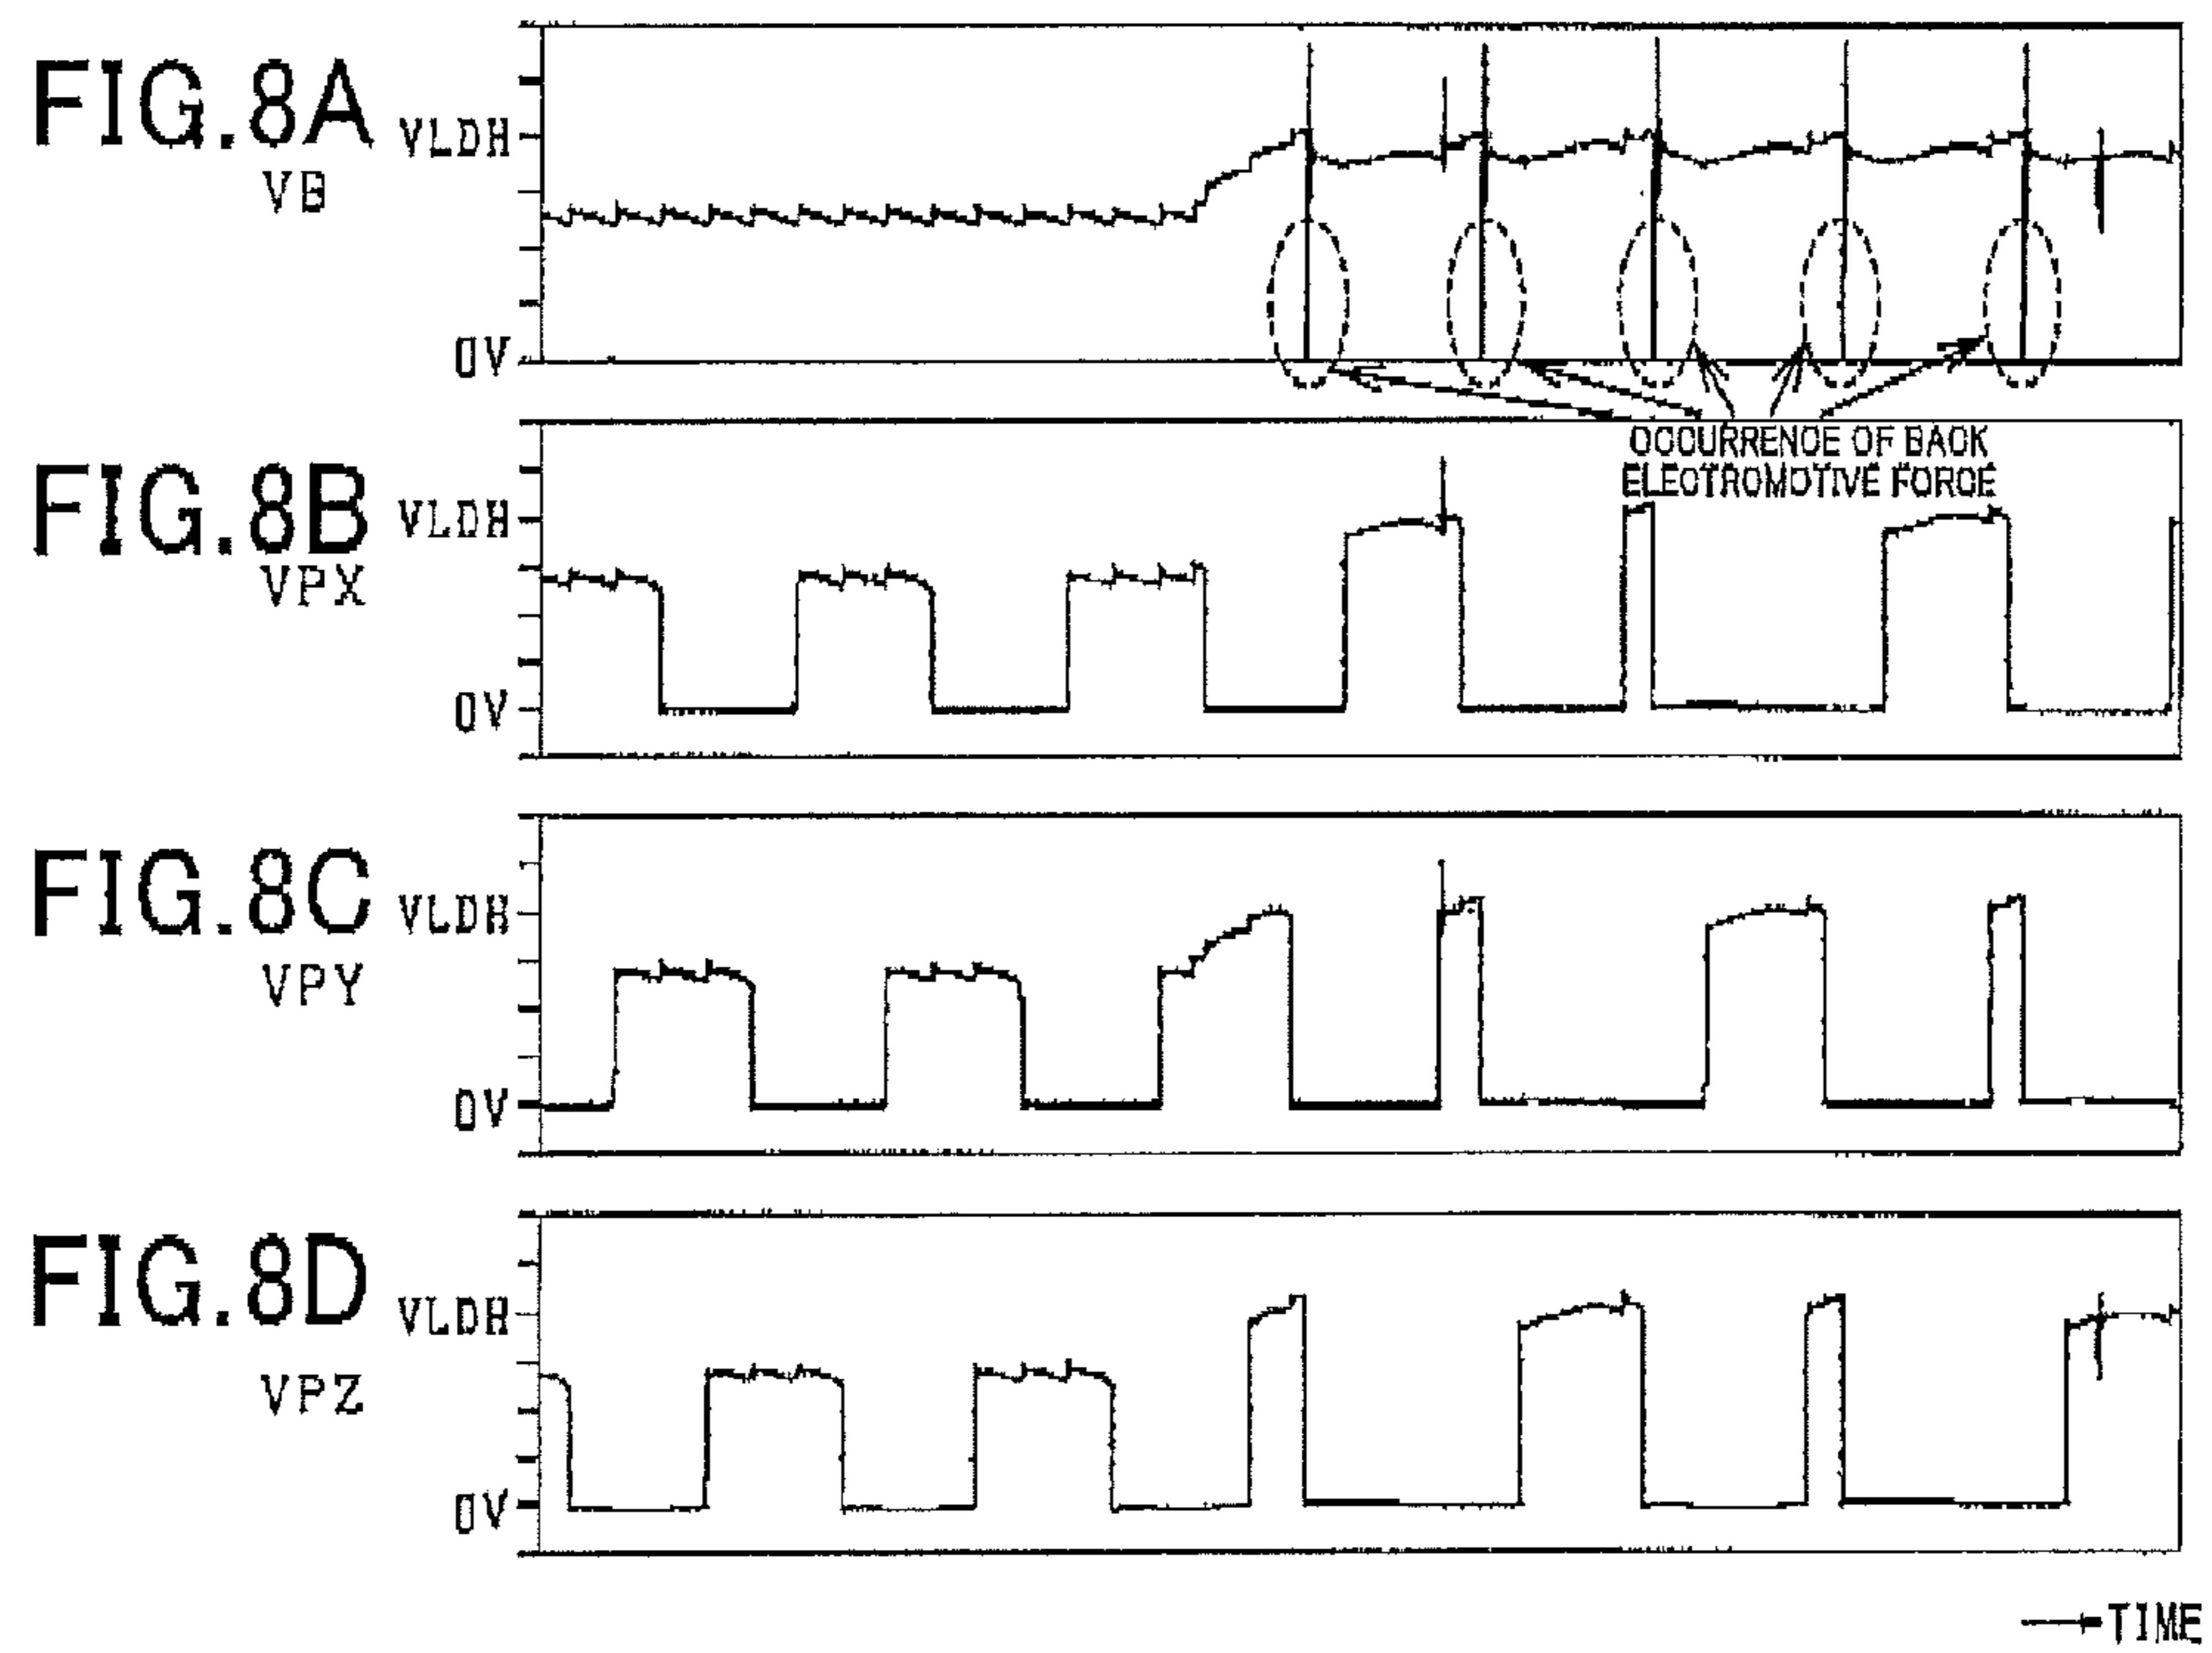 FIG.8A
VLDH
VB
0V
OCCURRENCE OF BACK
ELECTROMOTIVE FORCE
FIG.8B
VLDH
VPX
0V
FIG.8C
VLDH
VPY
0V
FIG.8D
VLDH
VPZ
0V
TIME